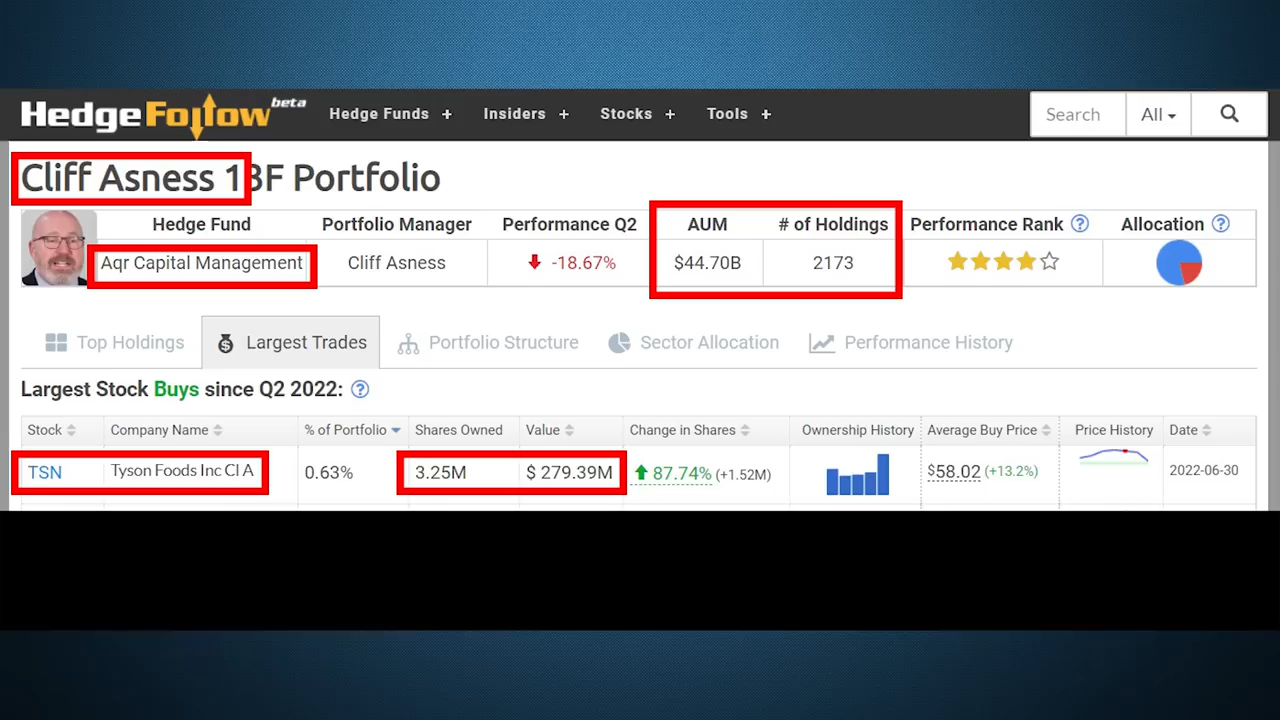 HedgeFollow beta
Hedge Funds + Insiders + Stocks + Tools + Search All
Cliff Asness 13F Portfolio
Hedge Fund Portfolio Manager Performance Q2 AUM # of Holdings Performance Rank ? Allocation ?
Aqr Capital Management Cliff Asness -18.67% $44.70B 2173
Top Holdings Largest Trades Portfolio Structure Sector Allocation Performance History
Largest Stock Buys since Q2 2022: ?
Stock Company Name % of Portfolio Shares Owned Value Change in Shares Ownership History Average Buy Price Price History Date
TSN Tyson Foods Inc Cl A 0.63% 3.25M $ 279.39M 87.74% (+1.52M) $58.02 (+13.2%) 2022-06-30